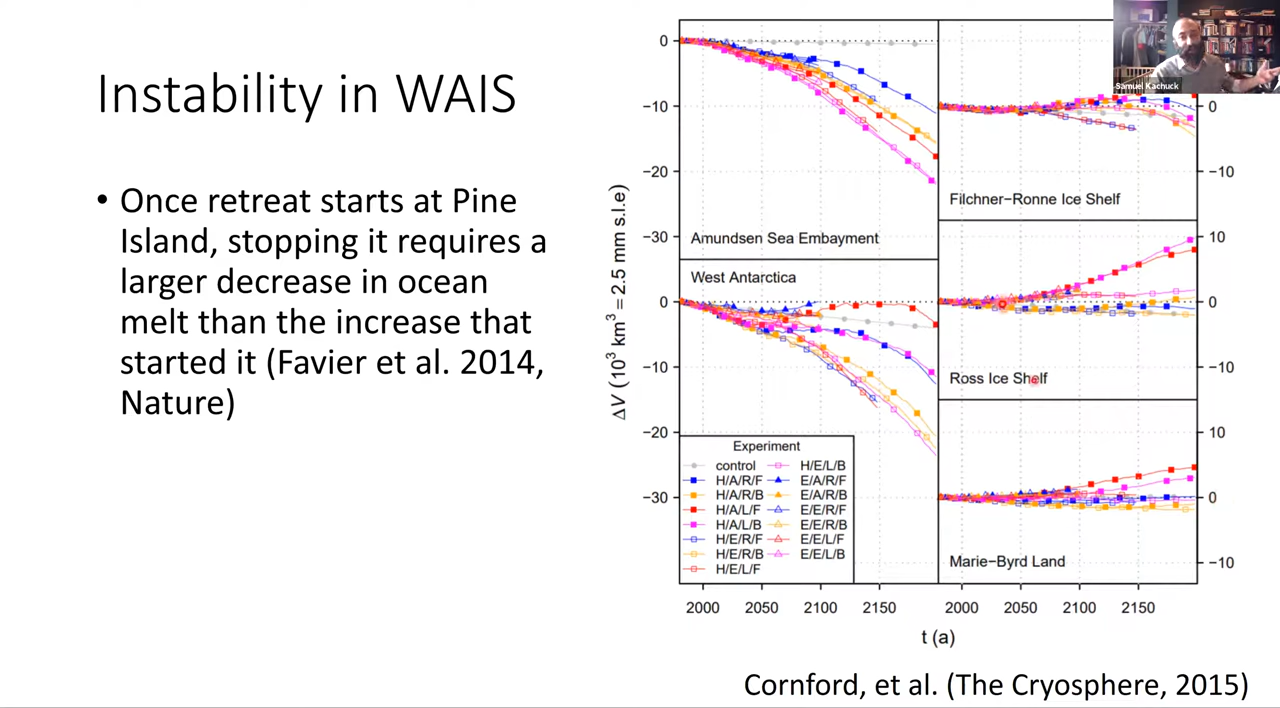 Instability in WAIS
• Once retreat starts at Pine
Island, stopping it requires a
larger decrease in ocean
melt than the increase that
started it (Favier et al. 2014,
Nature)
ΔV (10³ km³ = 2.5 mm s.l.e)
0
−10
−20
−30
Amundsen Sea Embayment
West Antarctica
0
−10
−20
−30
Experiment
control
H/A/R/F
H/A/R/B
H/A/L/F
H/A/L/B
H/E/R/F
H/E/R/B
H/E/L/F
H/E/L/B
E/A/R/F
E/A/R/B
E/E/R/F
E/E/R/B
E/E/L/F
E/E/L/B
Samuel Kachuck
0
−10
Filchner−Ronne Ice Shelf
10
0
−10
Ross Ice Shelf
10
0
−10
Marie−Byrd Land
2000 2050 2100 2150 2000 2050 2100 2150
t (a)
Cornford, et al. (The Cryosphere, 2015)